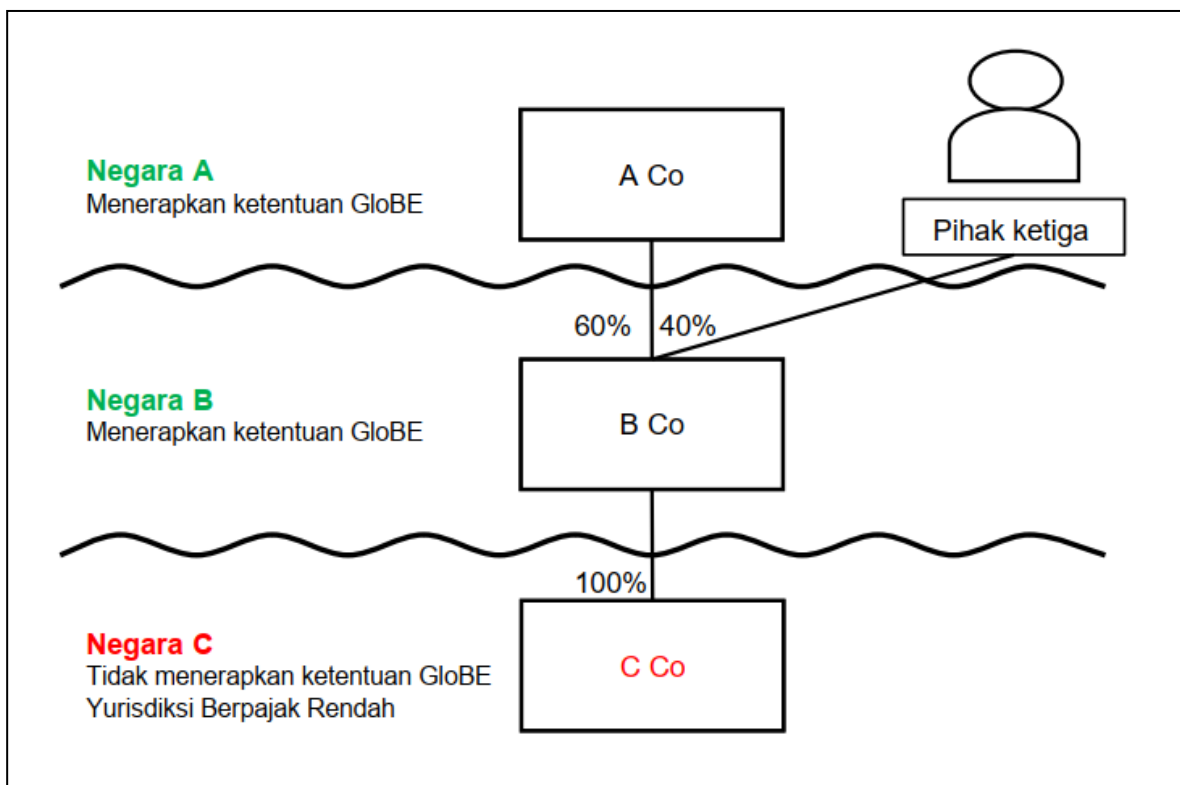 A Co
Negara A
Menerapkan ketentuan GloBE
Pihak ketiga
60%
40%
Negara B
Menerapkan ketentuan GloBE
B Co
100%
Negara C
Tidak menerapkan ketentuan GloBE
Yurisdiksi Berpajak Rendah
C Co